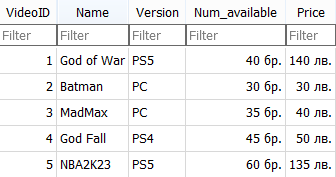 VideoID Name Version Num_available Price
Filter Filter Filter Filter Filter
1 God of War PS5 40 бр. 140 лв.
2 Batman PC 30 бр. 30 лв.
3 MadMax PC 35 бр. 40 лв.
4 God Fall PS4 45 бр. 50 лв.
5 NBA2K23 PS5 60 бр. 135 лв.